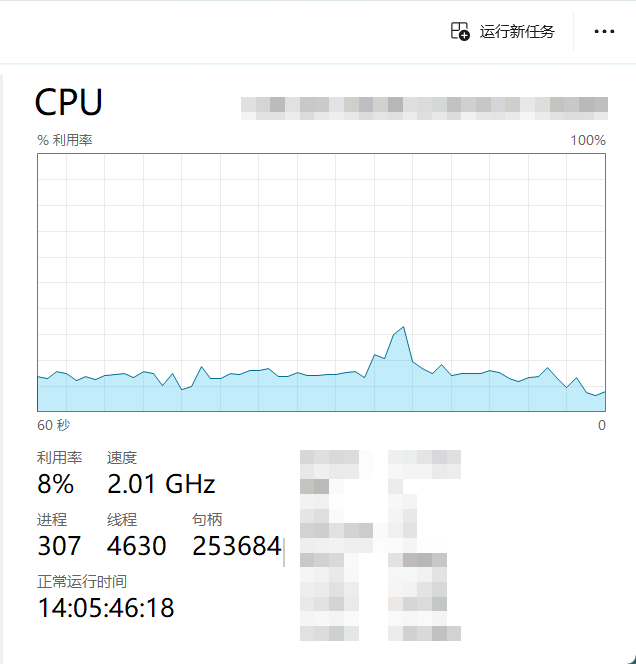 运行新任务
CPU
% 利用率 100%
60 秒 0
利用率 速度
8% 2.01 GHz
进程 线程 句柄
307 4630 253684
正常运行时间
14:05:46:18